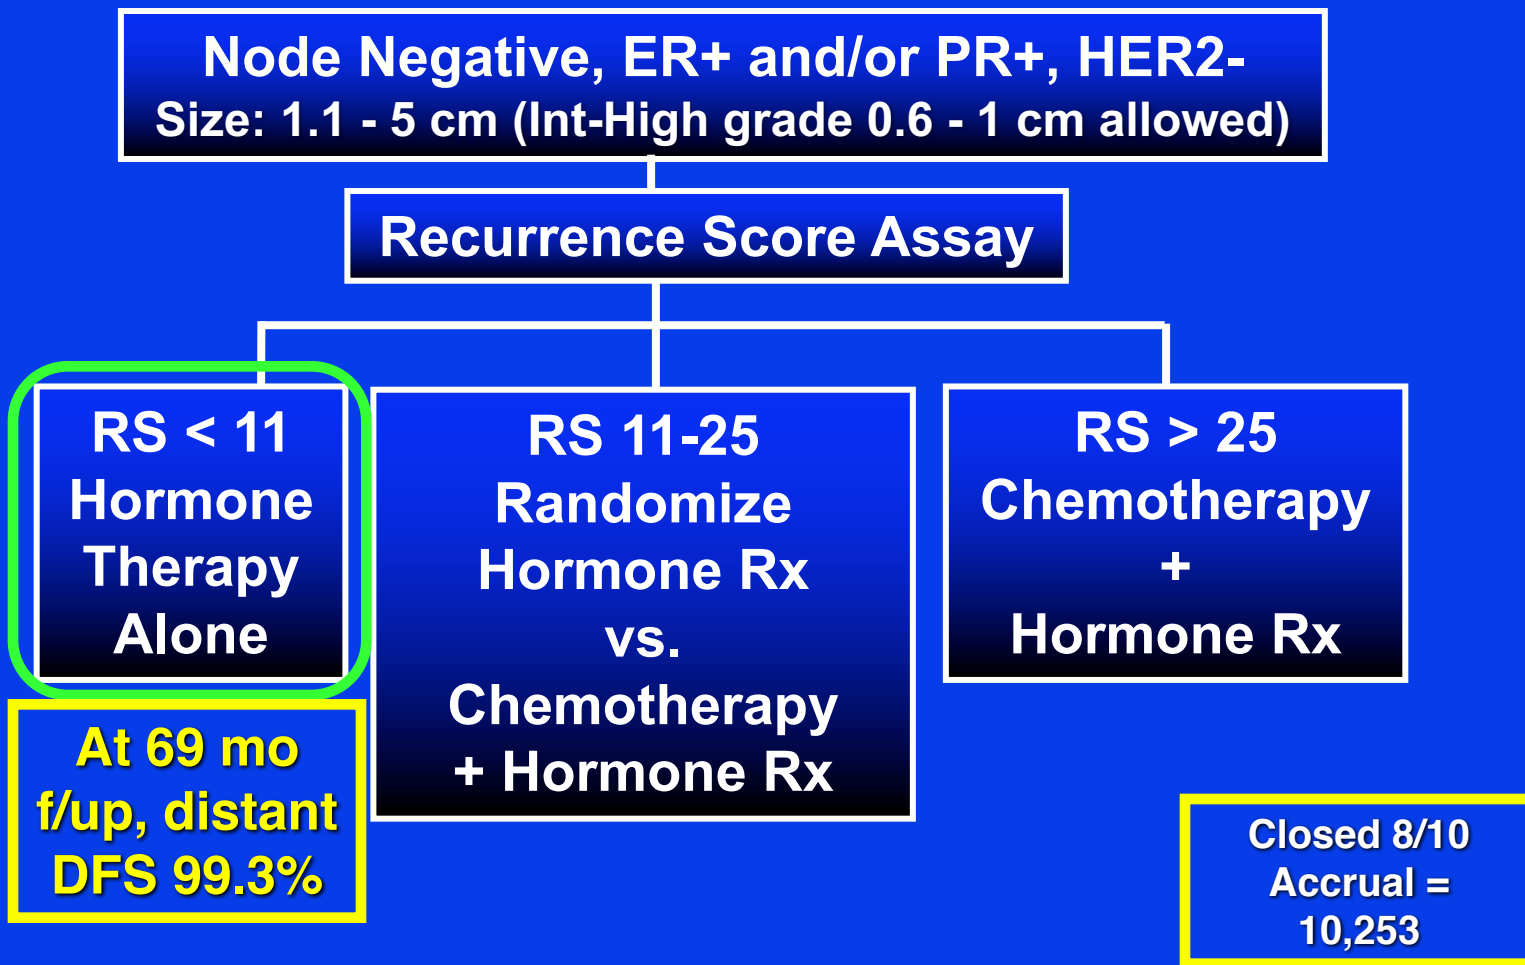 Node Negative, ER+ and/or PR+, HER2-
Size: 1.1 - 5 cm (Int-High grade 0.6 - 1 cm allowed)
Recurrence Score Assay
RS < 11
Hormone
Therapy
Alone
RS 11-25
Randomize
Hormone Rx
vs.
Chemotherapy
+ Hormone Rx
RS > 25
Chemotherapy
+
Hormone Rx
At 69 mo
f/up, distant
DFS 99.3%
Closed 8/10
Accrual =
10,253